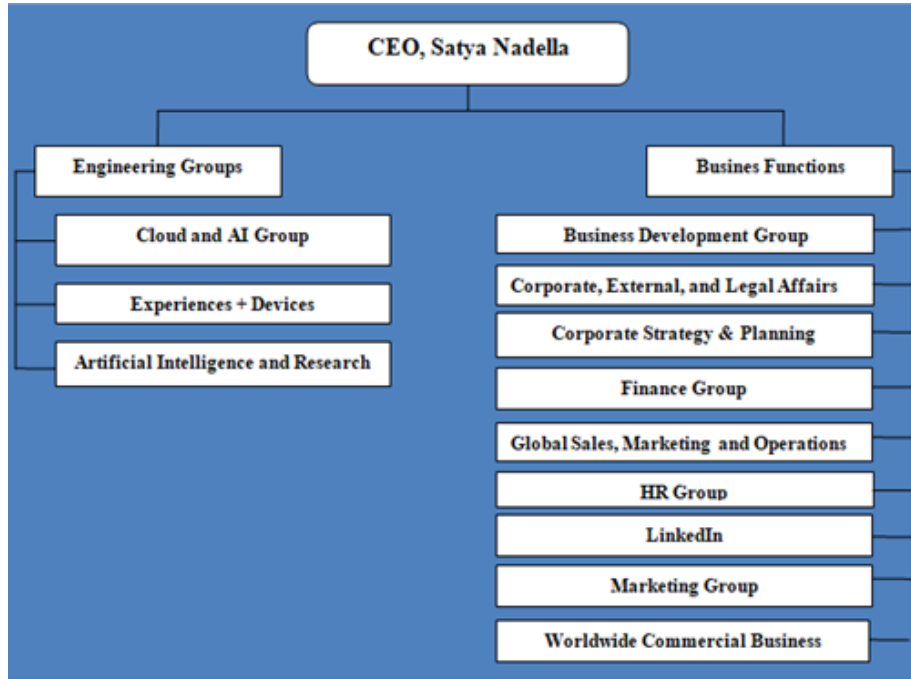 CEO, Satya Nadella
Engineering Groups
Cloud and AI Group
Experiences + Devices
Artificial Intelligence and Research
Busines Functions
Business Development Group
Corporate, External, and Legal Affairs
Corporate Strategy & Planning
Finance Group
Global Sales, Marketing and Operations
HR Group
LinkedIn
Marketing Group
Worldwide Commercial Business